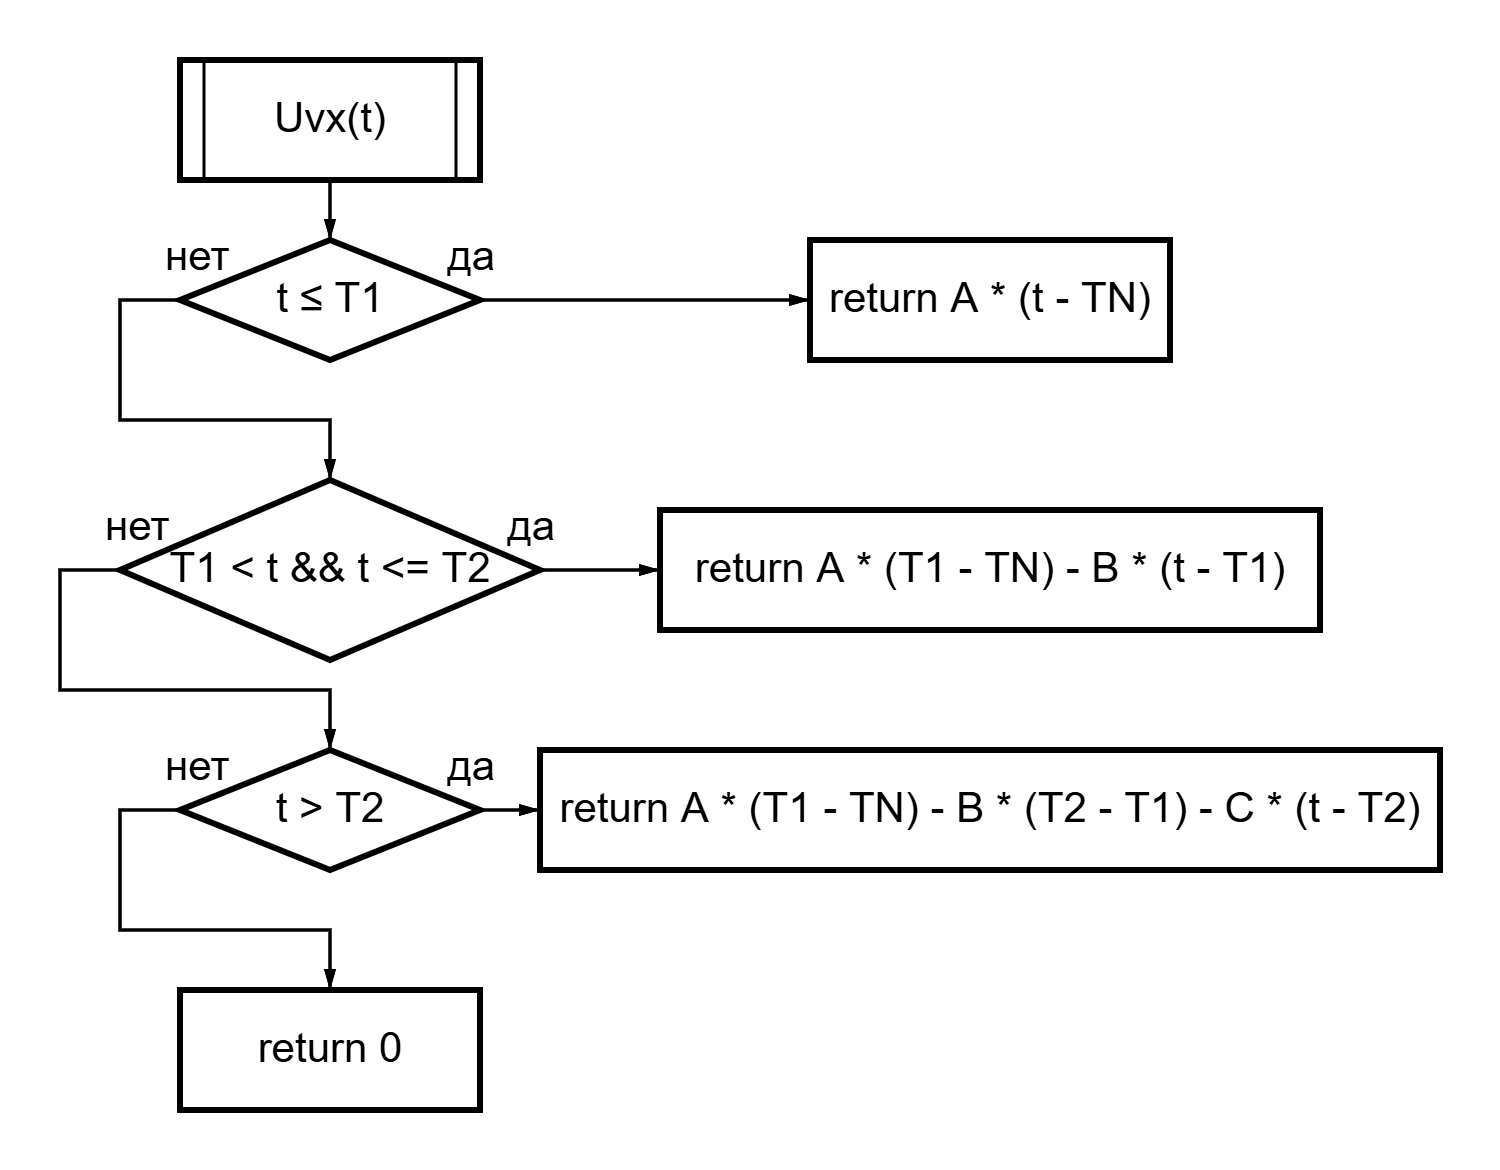 Uvx(t)
нет
да
t ≤ T1
return A * (t - TN)
нет
да
T1 < t && t <= T2
return A * (T1 - TN) - B * (t - T1)
нет
да
t > T2
return A * (T1 - TN) - B * (T2 - T1) - C * (t - T2)
return 0